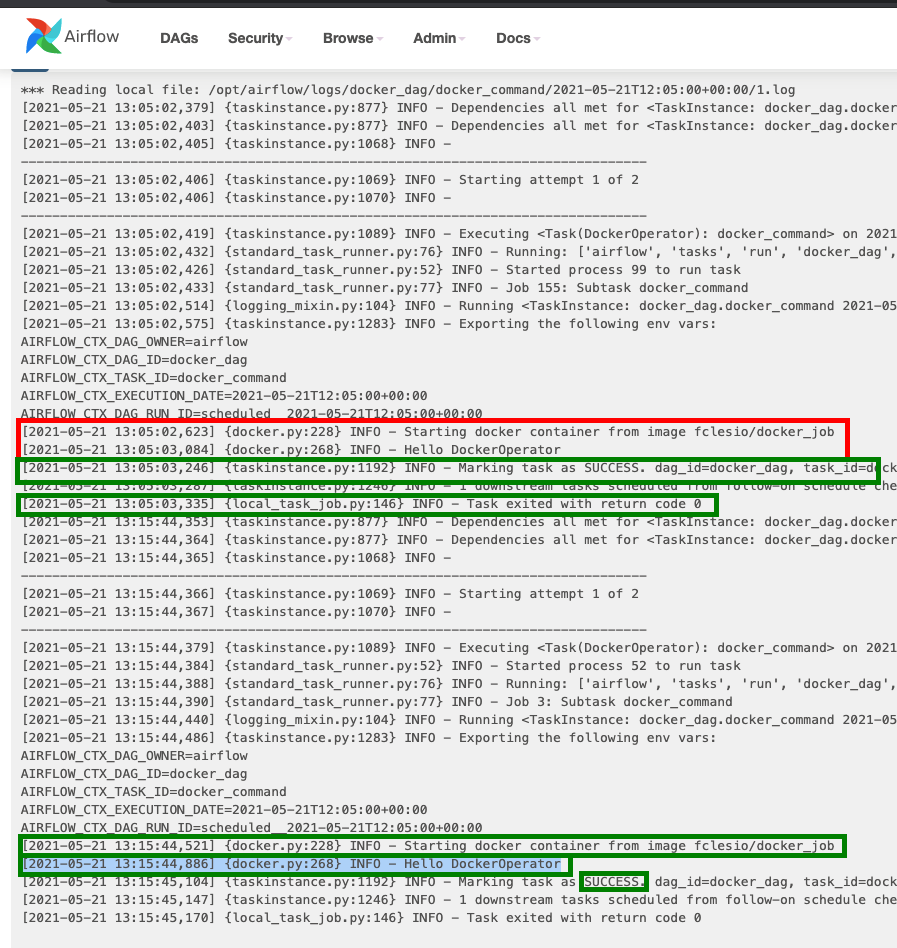 Airflow DAGs Security Browse Admin Docs
*** Reading local file: /opt/airflow/logs/docker_dag/docker_command/2021-05-21T12:05:00+00:00/1.log
[2021-05-21 13:05:02,379] {taskinstance.py:877} INFO - Dependencies all met for <TaskInstance: docker_dag.docker
[2021-05-21 13:05:02,403] {taskinstance.py:877} INFO - Dependencies all met for <TaskInstance: docker_dag.docker
[2021-05-21 13:05:02,405] {taskinstance.py:1068} INFO -
--------------------------------------------------------------------------------
[2021-05-21 13:05:02,406] {taskinstance.py:1069} INFO - Starting attempt 1 of 2
[2021-05-21 13:05:02,406] {taskinstance.py:1070} INFO -
--------------------------------------------------------------------------------
[2021-05-21 13:05:02,419] {taskinstance.py:1089} INFO - Executing <Task(DockerOperator): docker_command> on 2021
[2021-05-21 13:05:02,432] {standard_task_runner.py:76} INFO - Running: ['airflow', 'tasks', 'run', 'docker_dag',
[2021-05-21 13:05:02,426] {standard_task_runner.py:52} INFO - Started process 99 to run task
[2021-05-21 13:05:02,433] {standard_task_runner.py:77} INFO - Job 155: Subtask docker_command
[2021-05-21 13:05:02,514] {logging_mixin.py:104} INFO - Running <TaskInstance: docker_dag.docker_command 2021-05
[2021-05-21 13:05:02,575] {taskinstance.py:1283} INFO - Exporting the following env vars:
AIRFLOW_CTX_DAG_OWNER=airflow
AIRFLOW_CTX_DAG_ID=docker_dag
AIRFLOW_CTX_TASK_ID=docker_command
AIRFLOW_CTX_EXECUTION_DATE=2021-05-21T12:05:00+00:00
AIRFLOW_CTX_DAG_RUN_ID=scheduled__2021-05-21T12:05:00+00:00
[2021-05-21 13:05:02,623] {docker.py:228} INFO - Starting docker container from image fclesio/docker_job
[2021-05-21 13:05:03,084] {docker.py:268} INFO - Hello DockerOperator
[2021-05-21 13:05:03,246] {taskinstance.py:1192} INFO - Marking task as SUCCESS. dag_id=docker_dag, task_id=dock
[2021-05-21 13:05:03,287] {taskinstance.py:1246} INFO - 1 downstream tasks scheduled from follow-on schedule che
[2021-05-21 13:05:03,335] {local_task_job.py:146} INFO - Task exited with return code 0
[2021-05-21 13:15:44,353] {taskinstance.py:877} INFO - Dependencies all met for <TaskInstance: docker_dag.docker
[2021-05-21 13:15:44,364] {taskinstance.py:877} INFO - Dependencies all met for <TaskInstance: docker_dag.docker
[2021-05-21 13:15:44,365] {taskinstance.py:1068} INFO -
--------------------------------------------------------------------------------
[2021-05-21 13:15:44,366] {taskinstance.py:1069} INFO - Starting attempt 1 of 2
[2021-05-21 13:15:44,367] {taskinstance.py:1070} INFO -
--------------------------------------------------------------------------------
[2021-05-21 13:15:44,379] {taskinstance.py:1089} INFO - Executing <Task(DockerOperator): docker_command> on 2021
[2021-05-21 13:15:44,384] {standard_task_runner.py:52} INFO - Started process 52 to run task
[2021-05-21 13:15:44,388] {standard_task_runner.py:76} INFO - Running: ['airflow', 'tasks', 'run', 'docker_dag',
[2021-05-21 13:15:44,390] {standard_task_runner.py:77} INFO - Job 3: Subtask docker_command
[2021-05-21 13:15:44,440] {logging_mixin.py:104} INFO - Running <TaskInstance: docker_dag.docker_command 2021-05
[2021-05-21 13:15:44,486] {taskinstance.py:1283} INFO - Exporting the following env vars:
AIRFLOW_CTX_DAG_OWNER=airflow
AIRFLOW_CTX_DAG_ID=docker_dag
AIRFLOW_CTX_TASK_ID=docker_command
AIRFLOW_CTX_EXECUTION_DATE=2021-05-21T12:05:00+00:00
AIRFLOW_CTX_DAG_RUN_ID=scheduled__2021-05-21T12:05:00+00:00
[2021-05-21 13:15:44,521] {docker.py:228} INFO - Starting docker container from image fclesio/docker_job
[2021-05-21 13:15:44,886] {docker.py:268} INFO - Hello DockerOperator
[2021-05-21 13:15:45,104] {taskinstance.py:1192} INFO - Marking task as SUCCESS. dag_id=docker_dag, task_id=dock
[2021-05-21 13:15:45,147] {taskinstance.py:1246} INFO - 1 downstream tasks scheduled from follow-on schedule che
[2021-05-21 13:15:45,170] {local_task_job.py:146} INFO - Task exited with return code 0